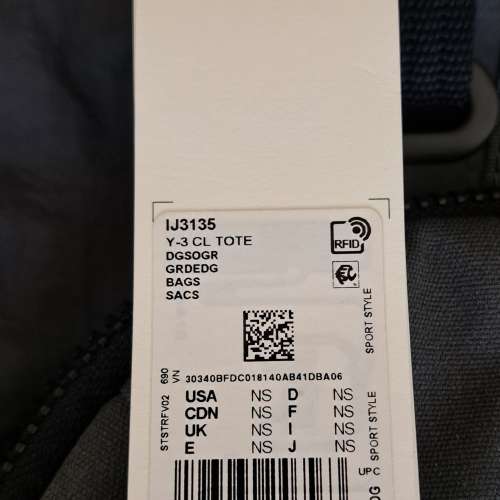 IJ3135
Y-3 CL TOTE
DGSOGR
GRDEDG
BAGS
SACS
RFID
SPORT STYLE
STSTRFV02 690
VN 30340BFDC018140AB41DBA06
USA NS D NS
CDN NS F NS
UK NS I NS
E NS J NS
SPORT STYLE
UPC